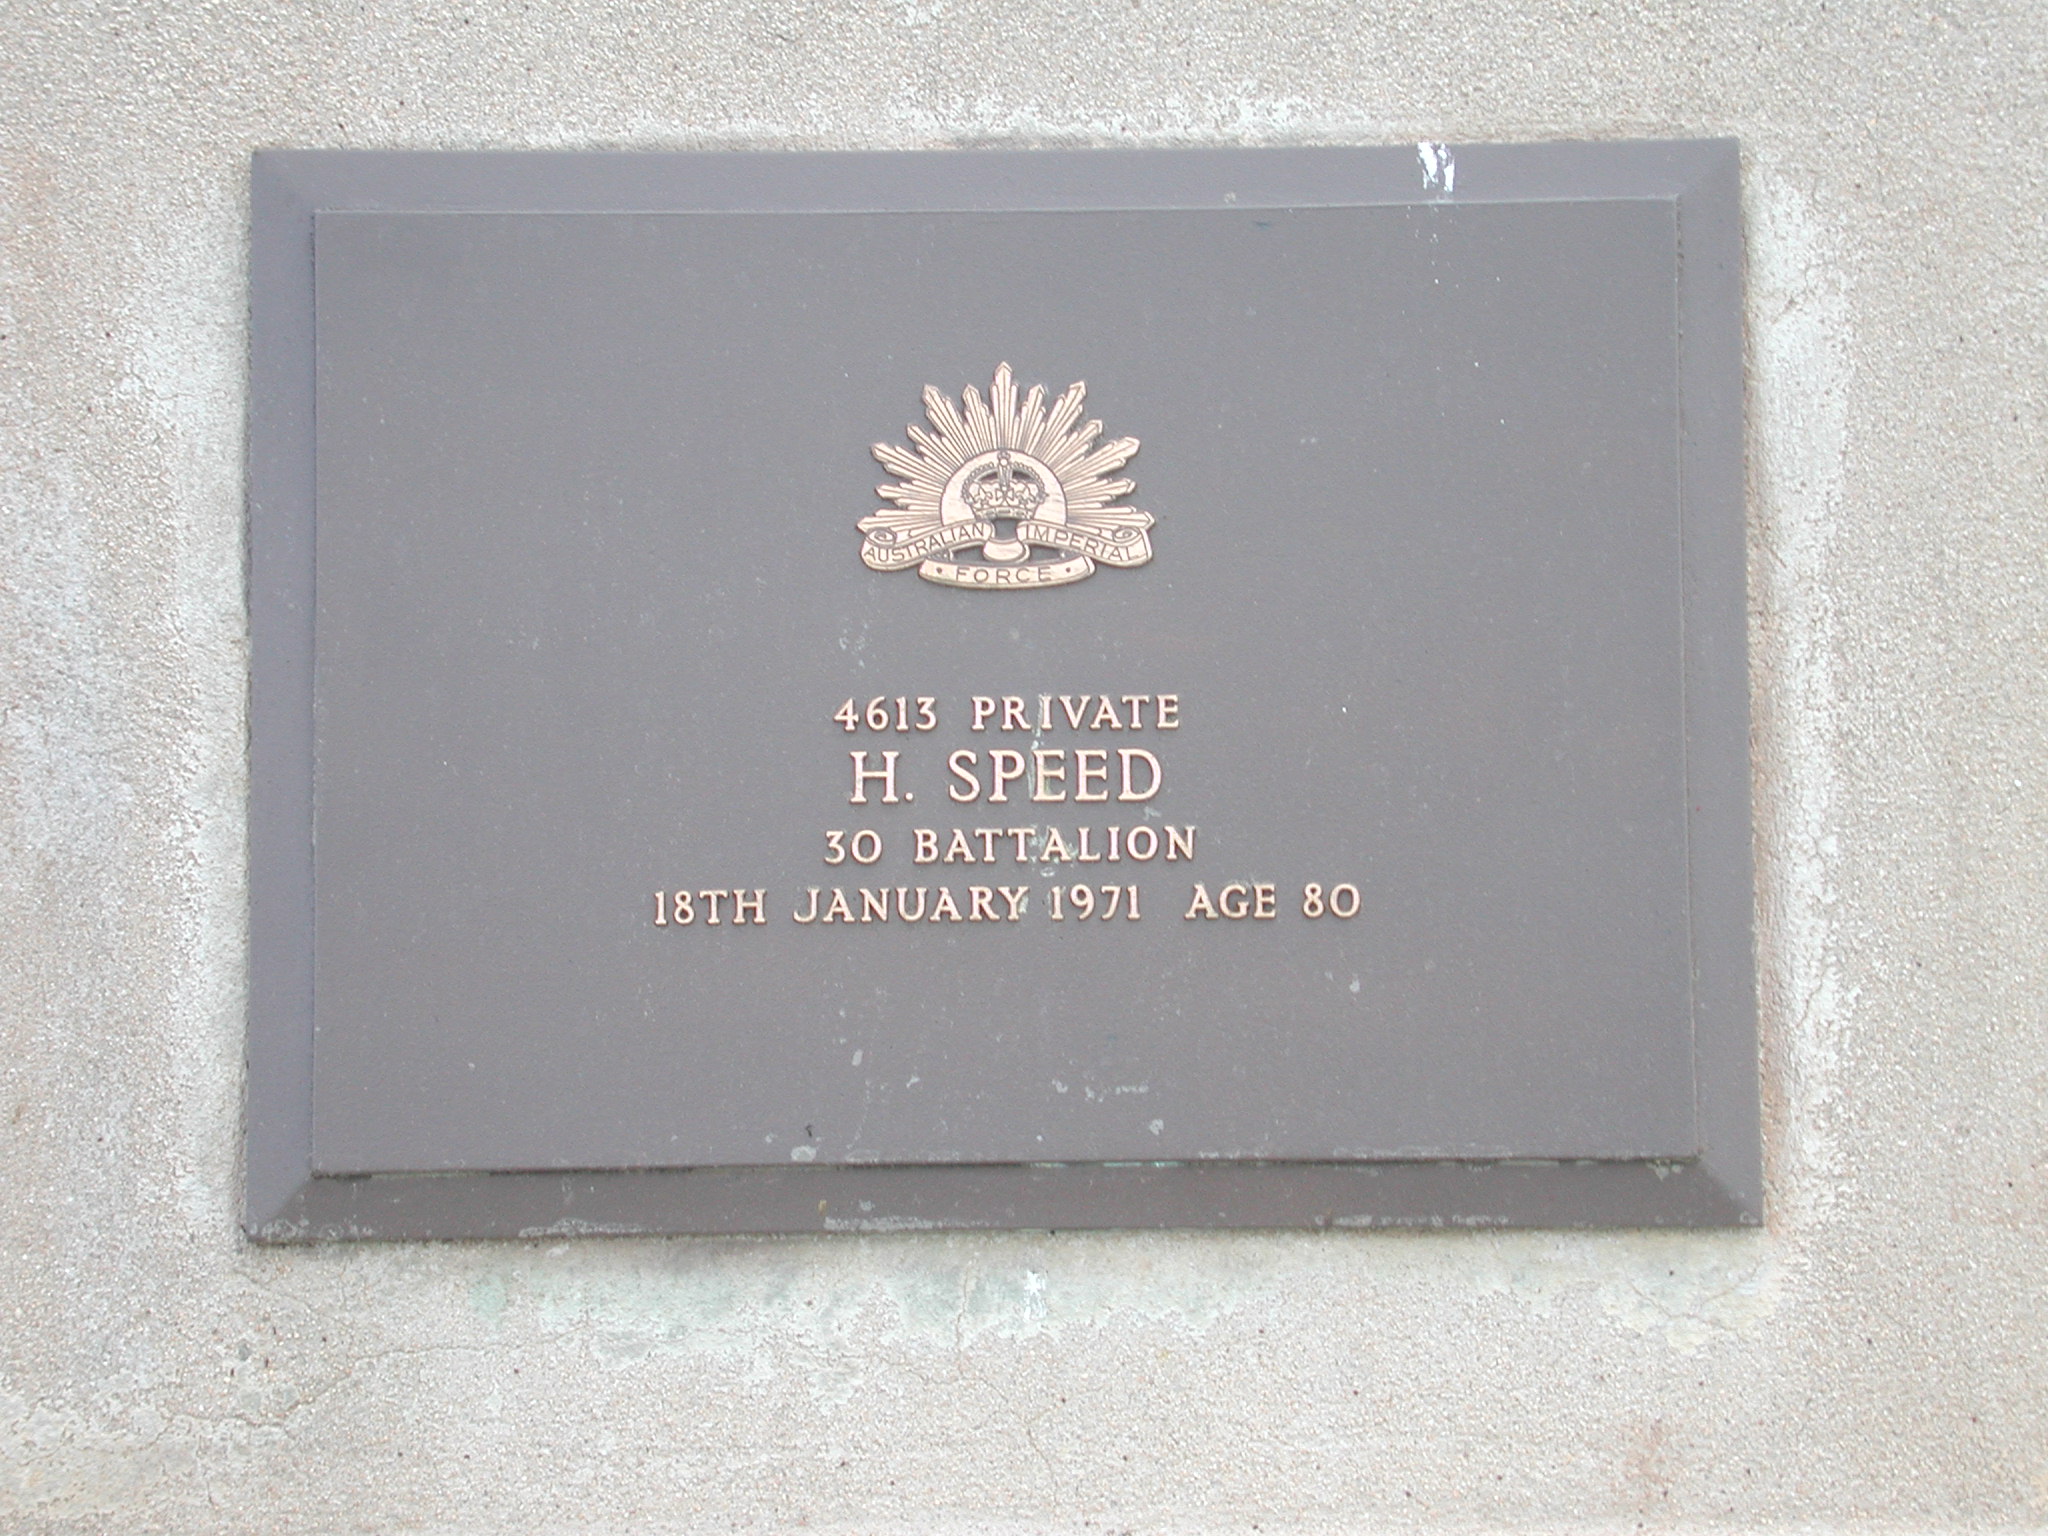 AUSTRALIAN IMPERIAL
FORCE
4613 PRIVATE
H. SPEED
30 BATTALION
18TH JANUARY 1971 AGE 80